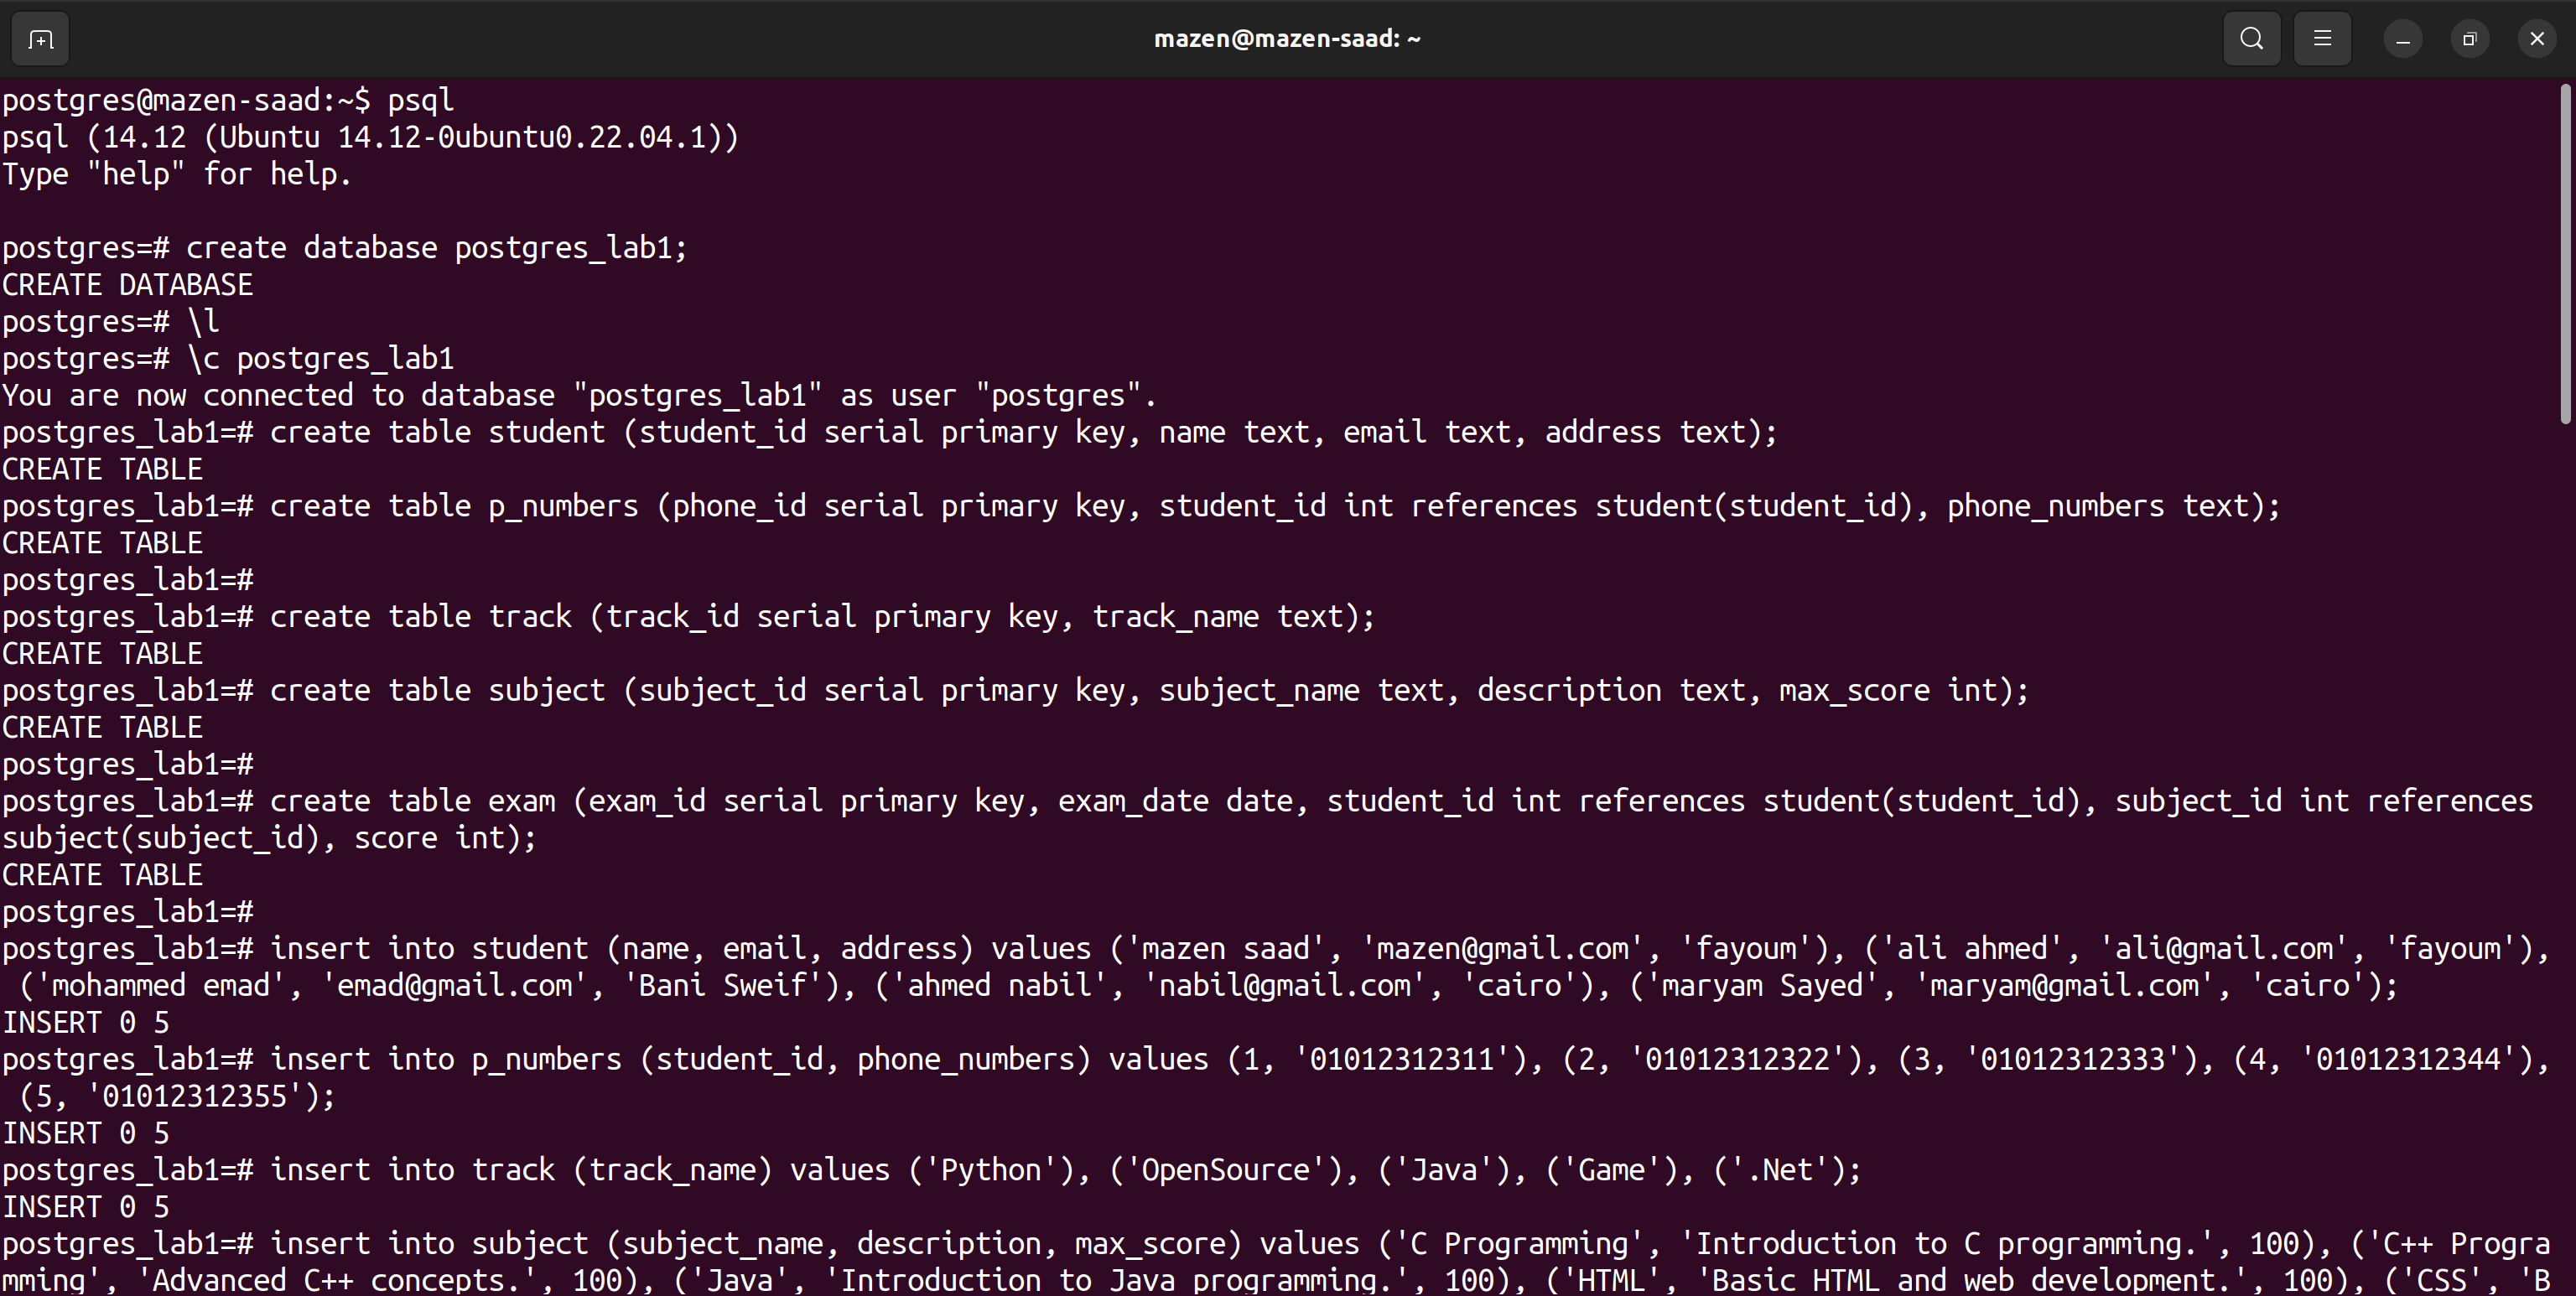 mazen@mazen-saad: ~
postgres@mazen-saad:~$ psql
psql (14.12 (Ubuntu 14.12-0ubuntu0.22.04.1))
Type "help" for help.
postgres=# create database postgres_lab1;
CREATE DATABASE
postgres=# \l
postgres=# \c postgres_lab1
You are now connected to database "postgres_lab1" as user "postgres".
postgres_lab1=# create table student (student_id serial primary key, name text, email text, address text);
CREATE TABLE
postgres_lab1=# create table p_numbers (phone_id serial primary key, student_id int references student(student_id), phone_numbers text);
CREATE TABLE
postgres_lab1=#
postgres_lab1=# create table track (track_id serial primary key, track_name text);
CREATE TABLE
postgres_lab1=# create table subject (subject_id serial primary key, subject_name text, description text, max_score int);
CREATE TABLE
postgres_lab1=#
postgres_lab1=# create table exam (exam_id serial primary key, exam_date date, student_id int references student(student_id), subject_id int references
subject(subject_id), score int);
CREATE TABLE
postgres_lab1=#
postgres_lab1=# insert into student (name, email, address) values ('mazen saad', 'mazen@gmail.com', 'fayoum'), ('ali ahmed', 'ali@gmail.com', 'fayoum'),
('mohammed emad', 'emad@gmail.com', 'Bani Sweif'), ('ahmed nabil', 'nabil@gmail.com', 'cairo'), ('maryam Sayed', 'maryam@gmail.com', 'cairo');
INSERT 0 5
postgres_lab1=# insert into p_numbers (student_id, phone_numbers) values (1, '01012312311'), (2, '01012312322'), (3, '01012312333'), (4, '01012312344'),
(5, '01012312355');
INSERT 0 5
postgres_lab1=# insert into track (track_name) values ('Python'), ('OpenSource'), ('Java'), ('Game'), ('.Net');
INSERT 0 5
postgres_lab1=# insert into subject (subject_name, description, max_score) values ('C Programming', 'Introduction to C programming.', 100), ('C++ Progra
mming', 'Advanced C++ concepts.', 100), ('Java', 'Introduction to Java programming.', 100), ('HTML', 'Basic HTML and web development.', 100), ('CSS', 'B